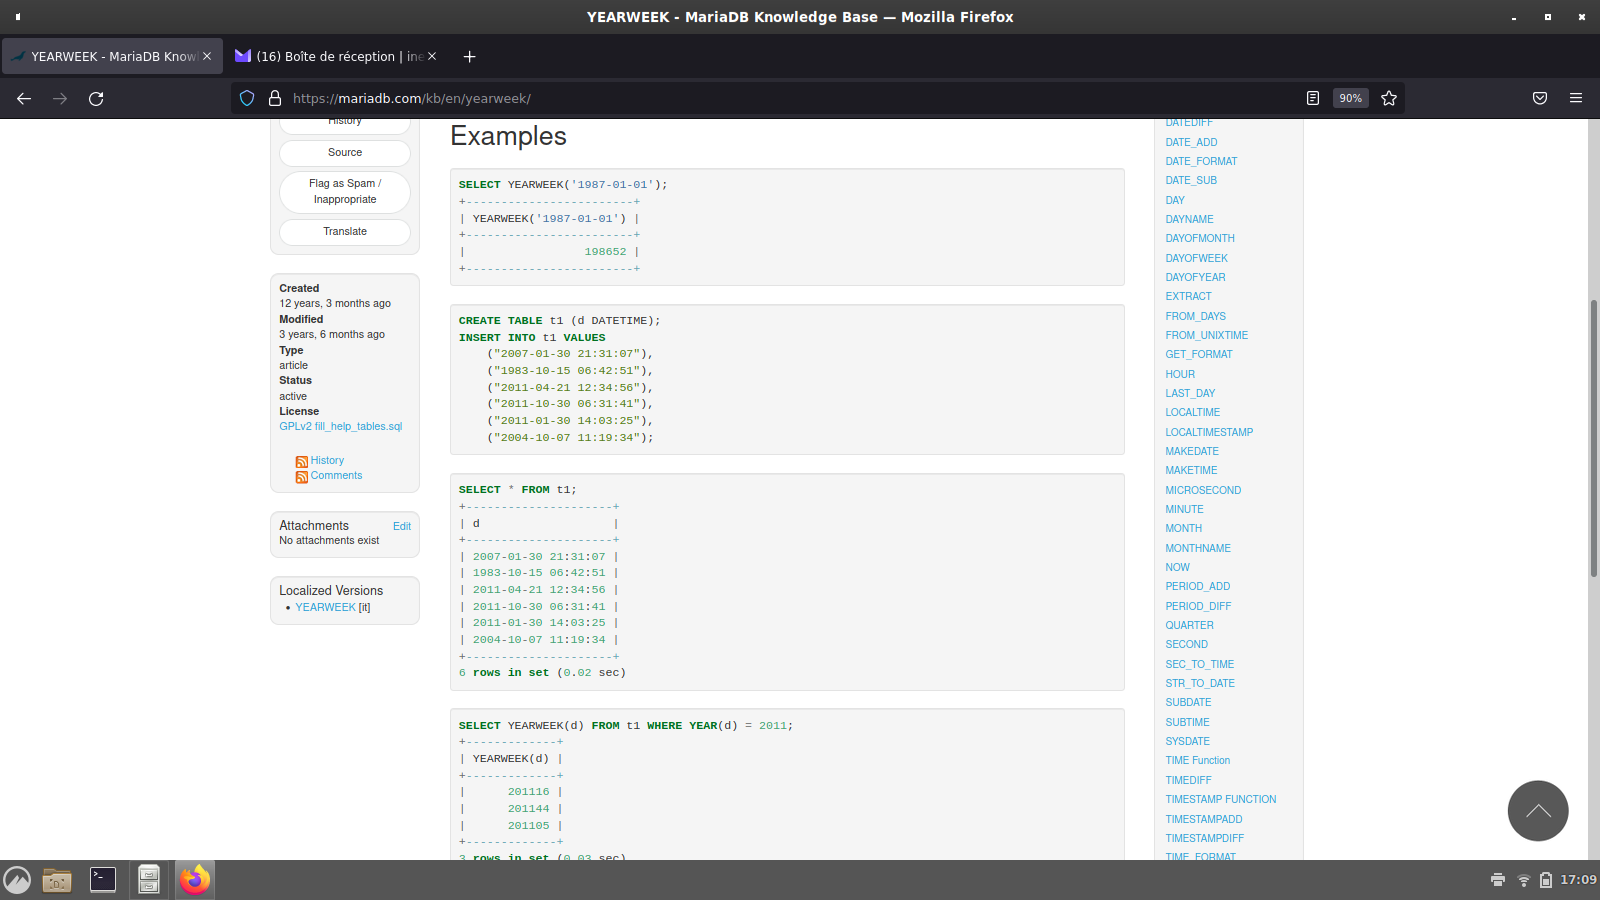 YEARWEEK - MariaDB Knowledge Base — Mozilla Firefox
YEARWEEK - MariaDB Knowl
(16) Boîte de réception | ine
https://mariadb.com/kb/en/yearweek/
90%
History
Source
Flag as Spam /
Inappropriate
Translate
Created
12 years, 3 months ago
Modified
3 years, 6 months ago
Type
article
Status
active
License
GPLv2 fill_help_tables.sql
History
Comments
Attachments Edit
No attachments exist
Localized Versions
• YEARWEEK [it]
Examples
SELECT YEARWEEK('1987-01-01');
+------------------------+
| YEARWEEK('1987-01-01') |
+------------------------+
|                 198652 |
+------------------------+
CREATE TABLE t1 (d DATETIME);
INSERT INTO t1 VALUES
    ("2007-01-30 21:31:07"),
    ("1983-10-15 06:42:51"),
    ("2011-04-21 12:34:56"),
    ("2011-10-30 06:31:41"),
    ("2011-01-30 14:03:25"),
    ("2004-10-07 11:19:34");
SELECT * FROM t1;
+---------------------+
| d                   |
+---------------------+
| 2007-01-30 21:31:07 |
| 1983-10-15 06:42:51 |
| 2011-04-21 12:34:56 |
| 2011-10-30 06:31:41 |
| 2011-01-30 14:03:25 |
| 2004-10-07 11:19:34 |
+---------------------+
6 rows in set (0.02 sec)
SELECT YEARWEEK(d) FROM t1 WHERE YEAR(d) = 2011;
+-------------+
| YEARWEEK(d) |
+-------------+
|      201116 |
|      201144 |
|      201105 |
+-------------+
3 rows in set (0.03 sec)
DATEDIFF
DATE_ADD
DATE_FORMAT
DATE_SUB
DAY
DAYNAME
DAYOFMONTH
DAYOFWEEK
DAYOFYEAR
EXTRACT
FROM_DAYS
FROM_UNIXTIME
GET_FORMAT
HOUR
LAST_DAY
LOCALTIME
LOCALTIMESTAMP
MAKEDATE
MAKETIME
MICROSECOND
MINUTE
MONTH
MONTHNAME
NOW
PERIOD_ADD
PERIOD_DIFF
QUARTER
SECOND
SEC_TO_TIME
STR_TO_DATE
SUBDATE
SUBTIME
SYSDATE
TIME Function
TIMEDIFF
TIMESTAMP FUNCTION
TIMESTAMPADD
TIMESTAMPDIFF
TIME_FORMAT
17:09